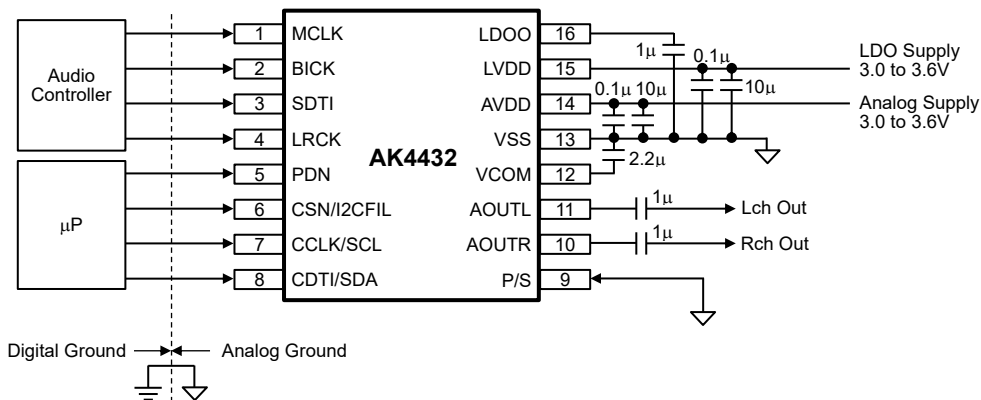 Audio
Controller
μP
1 MCLK
2 BICK
3 SDTI
4 LRCK
5 PDN
6 CSN/I2CFIL
7 CCLK/SCL
8 CDTI/SDA
AK4432
LDOO 16
LVDD 15
AVDD 14
VSS 13
VCOM 12
AOUTL 11
AOUTR 10
P/S 9
1μ
0.1μ
10μ
0.1μ 10μ
2.2μ
1μ
1μ
LDO Supply
3.0 to 3.6V
Analog Supply
3.0 to 3.6V
Lch Out
Rch Out
Digital Ground
Analog Ground